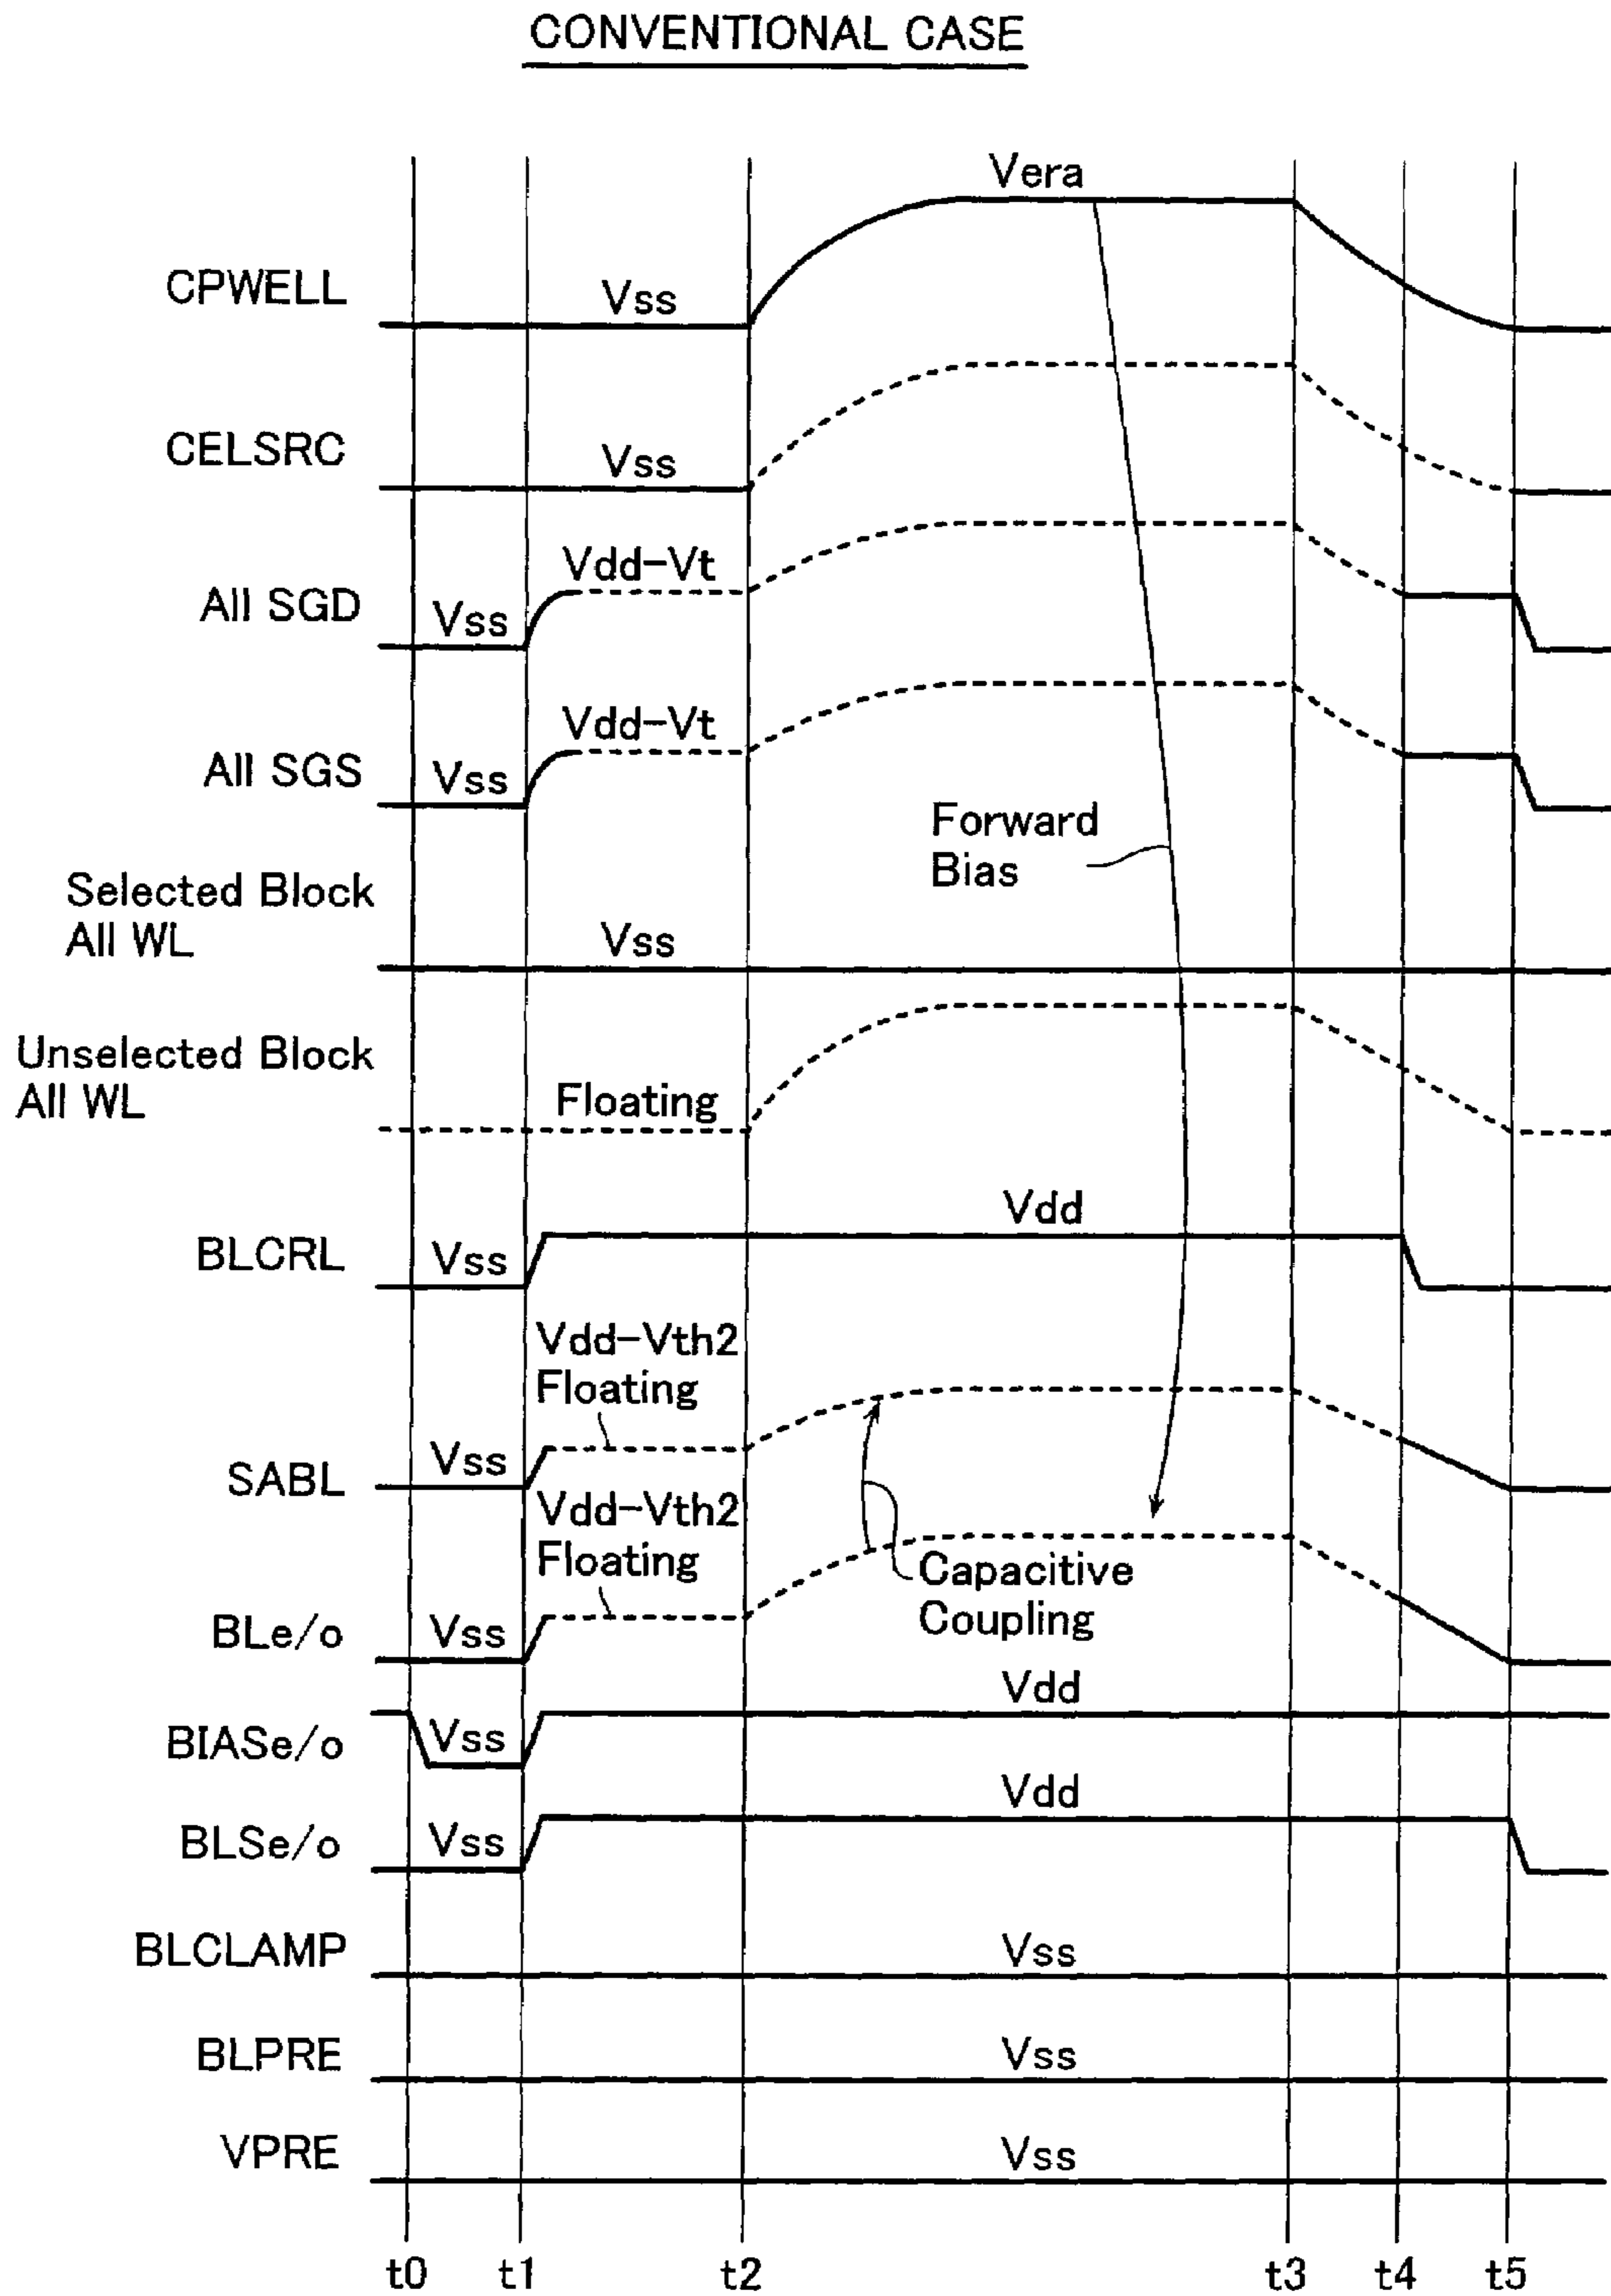 CONVENTIONAL CASE
Vera
CPWELL
Vss
CELSRC
Vss
All SGD
Vss
Vdd-Vt
All SGS
Vss
Vdd-Vt
Forward
Bias
Selected Block
All WL
Vss
Unselected Block
All WL
Floating
BLCRL
Vss
Vdd
Vdd-Vth2
Floating
SABL
Vss
Vdd-Vth2
Floating
Capacitive
Coupling
BLe/o
Vss
BIASe/o
Vss
Vdd
BLSe/o
Vss
Vdd
BLCLAMP
Vss
BLPRE
Vss
VPRE
Vss
t0 t1 t2 t3 t4 t5